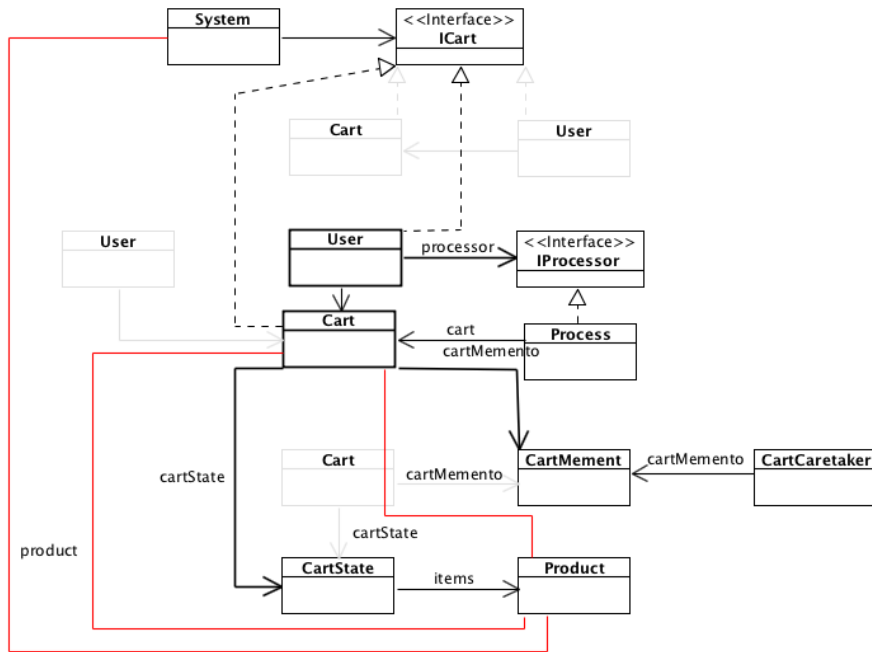 System
<<Interface>>
ICart
Cart
User
User
User
processor
<<Interface>>
IProcessor
Cart
cart
Process
cartMemento
Cart
CartMement
cartMemento
CartCaretaker
cartState
cartMemento
cartState
product
CartState
items
Product